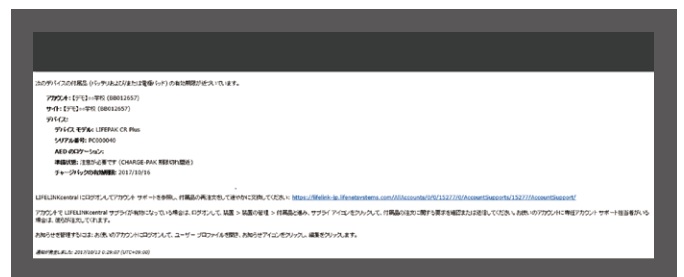 次のデバイスの付属品 (バッテリおよび/または電極パッド) の有効期限が近づいています。
アカウント: 【デモ】○○学校 (BB012657)
サイト: 【デモ】○○学校 (BB012657)
デバイス:
デバイス モデル: LIFEPAK CR Plus
シリアル番号: PC000040
AED のロケーション:
準備状態: 注意が必要です (CHARGE-PAK 期限切れ間近)
チャージパックの有効期限: 2017/10/16
LIFELINKcentral にログオンしてアカウント サポートを参照し、付属品の再注文をして速やかに交換してください: https://lifelink-jp.lifenetsystems.com/All/Accounts/0/0/15277/0/AccountSupports/15277/AccountSupport/
アカウントで LIFELINKcentral サプライが有効になっている場合は、ログオンして、装置 > 装置の管理 > 付属品と進み、サプライ アイコンをクリックして、付属品の注文に関する要求を確認または送信してください。お使いのアカウントに専任アカウント サポート担当者がいる
場合は、通知が送信されます。
お知らせを管理するには: お使いのアカウントにログオンして、ユーザー プロファイルを開き、お知らせアイコンをクリックし、編集をクリックします。
通知が発生しました: 2017/10/12 0:29:07 (UTC+09:00)